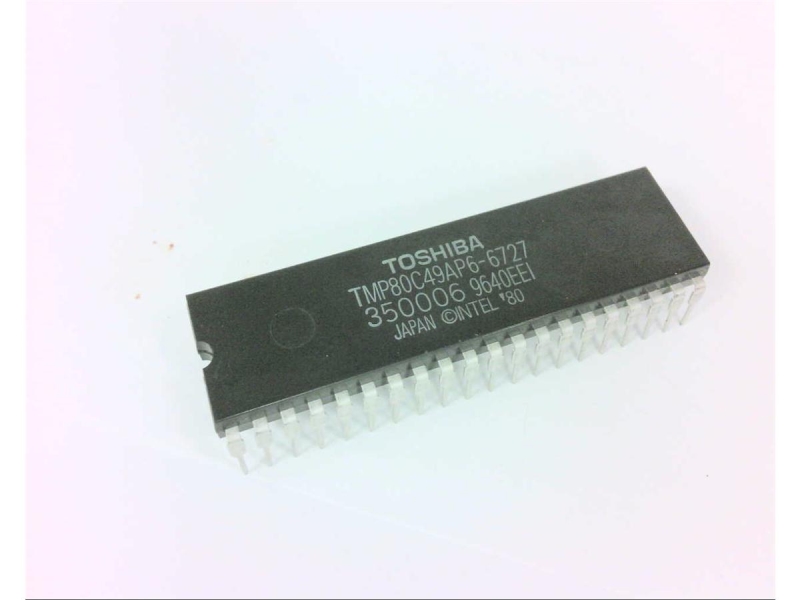 TOSHIBA
TMP80C49AP6-6727
350006 9640EEI
JAPAN ©INTEL '80